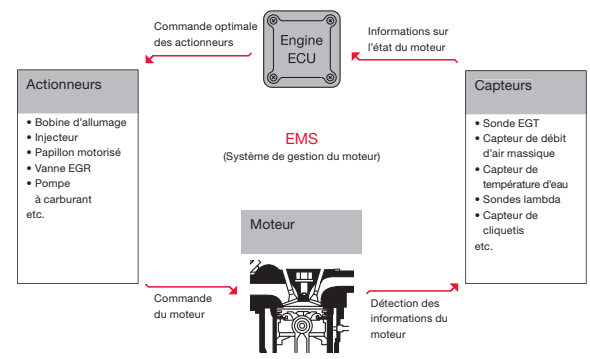 Commande optimale
des actionneurs
Engine
ECU
Informations sur
l'état du moteur
Actionneurs
• Bobine d'allumage
• Injecteur
• Papillon motorisé
• Vanne EGR
• Pompe
à carburant
etc.
EMS
(Système de gestion du moteur)
Capteurs
• Sonde EGT
• Capteur de débit
d'air massique
• Capteur de
température d'eau
• Sondes lambda
• Capteur de
cliquetis
etc.
Moteur
Commande
du moteur
Détection des
informations du
moteur